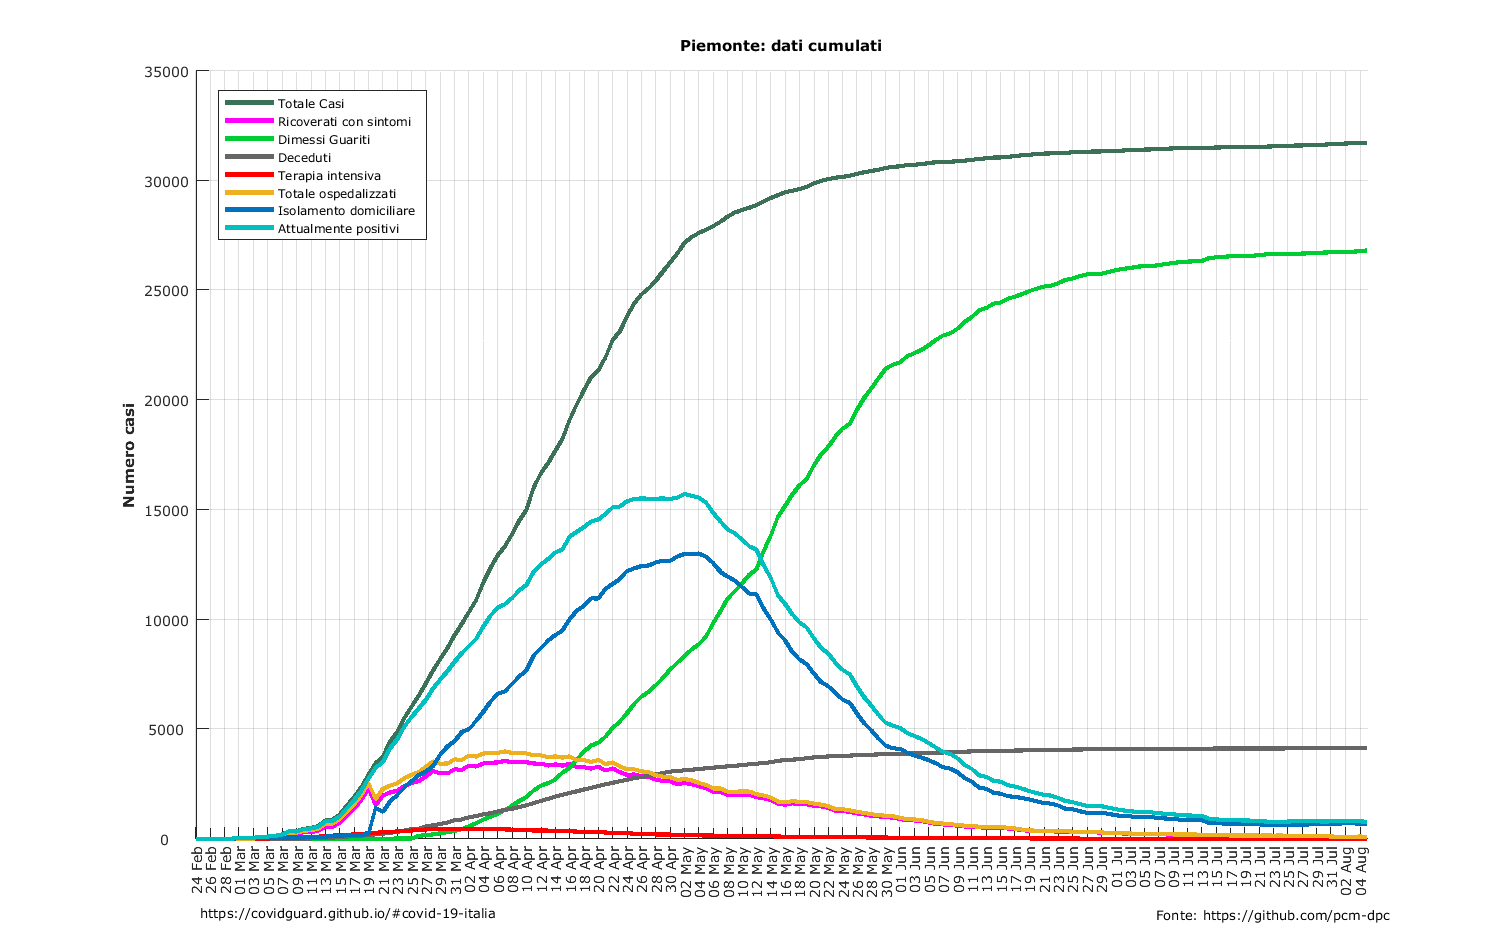 Piemonte: dati cumulati
35000
30000
25000
20000
15000
10000
5000
0
Numero casi
Totale Casi
Ricoverati con sintomi
Dimessi Guariti
Deceduti
Terapia intensiva
Totale ospedalizzati
Isolamento domiciliare
Attualmente positivi
24 Feb
26 Feb
28 Feb
01 Mar
03 Mar
05 Mar
07 Mar
09 Mar
11 Mar
13 Mar
15 Mar
17 Mar
19 Mar
21 Mar
23 Mar
25 Mar
27 Mar
29 Mar
31 Mar
02 Apr
04 Apr
06 Apr
08 Apr
10 Apr
12 Apr
14 Apr
16 Apr
18 Apr
20 Apr
22 Apr
24 Apr
26 Apr
28 Apr
30 Apr
02 May
04 May
06 May
08 May
10 May
12 May
14 May
16 May
18 May
20 May
22 May
24 May
26 May
28 May
30 May
01 Jun
03 Jun
05 Jun
07 Jun
09 Jun
11 Jun
13 Jun
15 Jun
17 Jun
19 Jun
21 Jun
23 Jun
25 Jun
27 Jun
29 Jun
01 Jul
03 Jul
05 Jul
07 Jul
09 Jul
11 Jul
13 Jul
15 Jul
17 Jul
19 Jul
21 Jul
23 Jul
25 Jul
27 Jul
29 Jul
31 Jul
02 Aug
04 Aug
https://covidguard.github.io/#covid-19-italia
Fonte: https://github.com/pcm-dpc